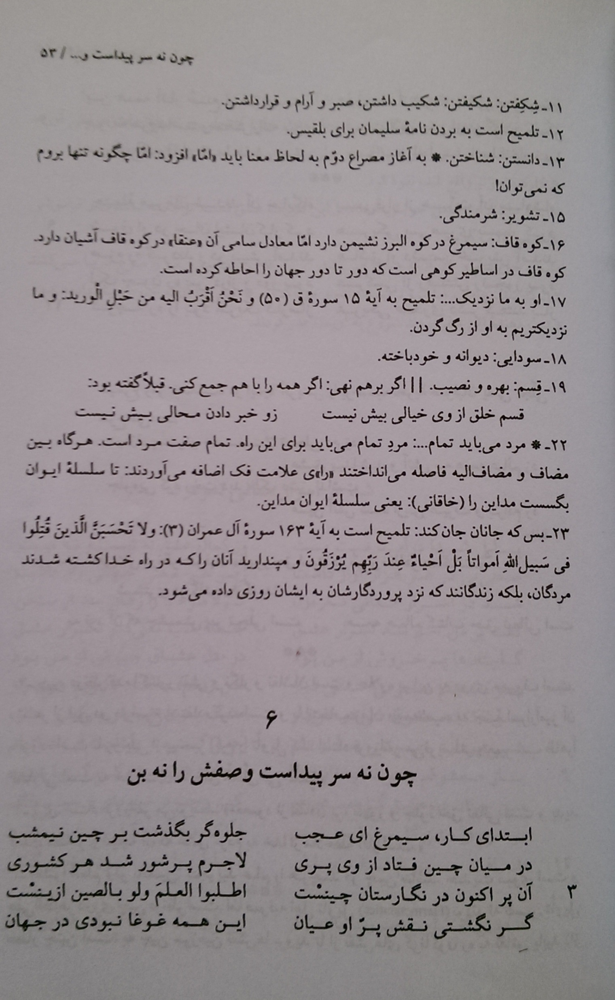 چون نه سر پیداست و... / ۵۳
۱۱ـ شِکِفتن: شکیفتن: شکیب داشتن، صبر و آرام و قرارداشتن.
۱۲ـ تلمیح است به بردن نامهٔ سلیمان برای بلقیس.
۱۳ـ دانستن: شناختن. * به آغاز مصراع دوّم به لحاظ معنا باید «امّا» افزود: امّا چگونه تنها بروم
که نمی‌توان!
۱۵ـ تشویر: شرمندگی.
۱۶ـ کوه قاف: سیمرغ در کوه البرز نشیمن دارد امّا معادل سامی آن «عنقا» در کوه قاف آشیان دارد.
کوه قاف در اساطیر کوهی است که دور تا دور جهان را احاطه کرده است.
۱۷ـ او به ما نزدیک...: تلمیح به آیهٔ ۱۵ سورهٔ ق (۵۰) و نَحْنُ اَقْرَبُ الیه من حَبْلِ الْورید: و ما
نزدیکتریم به او از رگ گردن.
۱۸ـ سودایی: دیوانه و خودباخته.
۱۹ـ قِسم: بهره و نصیب. || اگر برهم نهی: اگر همه را با هم جمع کنی. قبلاً گفته بود:
قسم خلق از وی خیالی بیش نیست زو خبر دادن محالی بیش نیست
۲۲ـ * مرد می‌باید تمام...: مردِ تمام می‌باید برای این راه. تمام صفت مرد است. هرگاه بین
مضاف و مضاف‌الیه فاصله می‌انداختند «را»ی علامت فک اضافه می‌آوردند: تا سلسلهٔ ایوان
بگسست مداین را (خاقانی): یعنی سلسلهٔ ایوان مداین.
۲۳ـ بس که جانان جان کند: تلمیح است به آیهٔ ۱۶۳ سورهٔ آل عمران (۳): ولا تَحْسَبَنَّ الَّذینَ قُتِلُوا
فی سَبیل‌اللهِ اَمواتاً بَلْ اَحْیاءٌ عِندَ رَبِّهِم یُرْزَقُونَ و مپندارید آنان را که در راه خدا کشته شدند
مردگان، بلکه زندگانند که نزد پروردگارشان به ایشان روزی داده می‌شود.
۶
چون نه سر پیداست وصفش را نه بن
ابتدای کار، سیمرغ ای عجب جلوه‌گر بگذشت بر چین نیمشب
در میان چین فتاد از وی پری لاجرم پرشور شد هر کشوری
۳ آن پر اکنون در نگارستان چینسْت اطلبوا العلمَ ولو بالصین ازینسْت
گر نگشتی نقش پرّ او عیان این همه غوغا نبودی در جهان